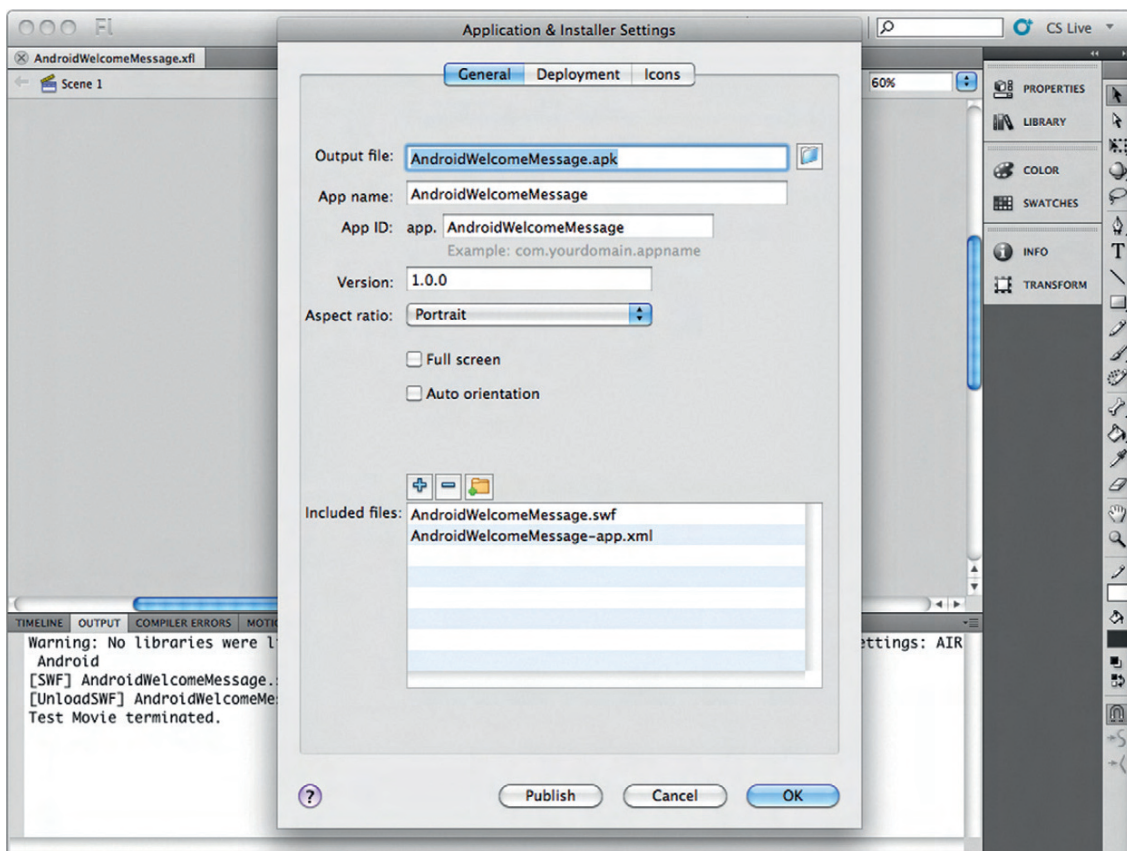 Fl
CS Live
Application & Installer Settings
AndroidWelcomeMessage.xfl
Scene 1
60%
General
Deployment
Icons
Output file: AndroidWelcomeMessage.apk
App name: AndroidWelcomeMessage
App ID: app. AndroidWelcomeMessage
Example: com.yourdomain.appname
Version: 1.0.0
Aspect ratio: Portrait
Full screen
Auto orientation
Included files: AndroidWelcomeMessage.swf
AndroidWelcomeMessage-app.xml
? Publish Cancel OK
PROPERTIES
LIBRARY
COLOR
SWATCHES
INFO
TRANSFORM
T
TIMELINE OUTPUT COMPILER ERRORS
Warning: No libraries were
AIR
Android
[SWF]
[UnloadSWF]
Test Movie terminated.